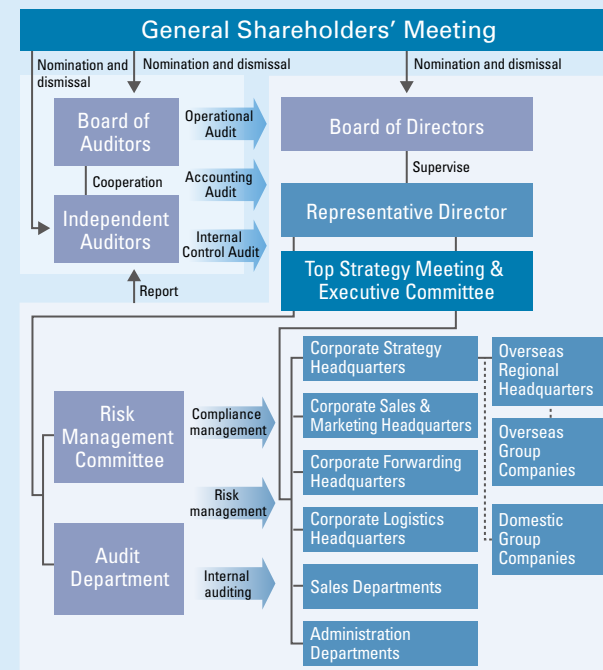 General Shareholders' Meeting
Nomination and
dismissal
Nomination and dismissal
Nomination and dismissal
Board of
Auditors
Operational
Audit
Board of Directors
Cooperation
Accounting
Audit
Supervise
Independent
Auditors
Internal
Control Audit
Representative Director
Top Strategy Meeting &
Executive Committee
Report
Risk
Management
Committee
Compliance
management
Risk
management
Audit
Department
Internal
auditing
Corporate Strategy
Headquarters
Corporate Sales &
Marketing Headquarters
Corporate Forwarding
Headquarters
Corporate Logistics
Headquarters
Sales Departments
Administration
Departments
Overseas
Regional
Headquarters
Overseas
Group
Companies
Domestic
Group
Companies